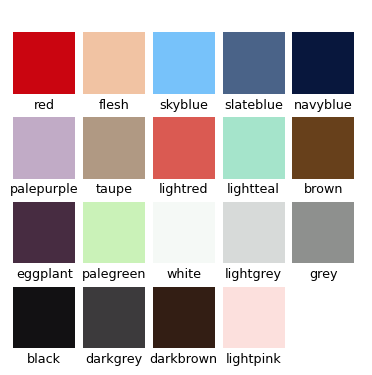 red flesh skyblue slateblue navyblue
palepurple taupe lightred lightteal brown
eggplant palegreen white lightgrey grey
black darkgrey darkbrown lightpink